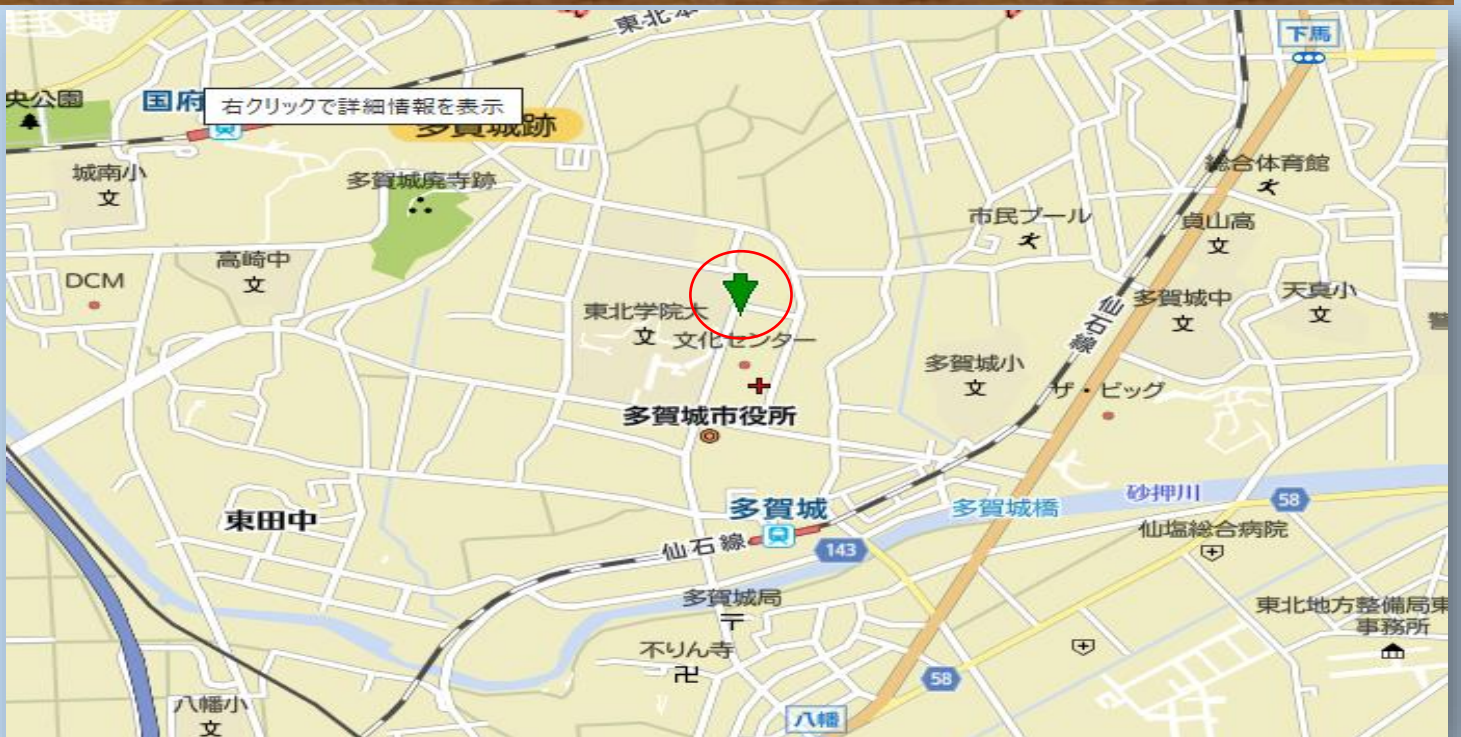 東北本
下馬
央公園
国府
右クリックで詳細情報を表示
多賀城跡
城南小
文
多賀城廃寺跡
総合体育館
市民プール
貞山高
文
高崎中
文
DCM
東北学院大
文
文化センター
仙石線
多賀城中
文
天真小
文
警
多賀城小
文
ザ・ビッグ
多賀城市役所
東田中
多賀城
多賀城橋
砂押川
58
仙石線
143
仙塩総合病院
多賀城局
〒
東北地方整備局東
事務所
不りん寺
卍
58
八幡小
文
八幡